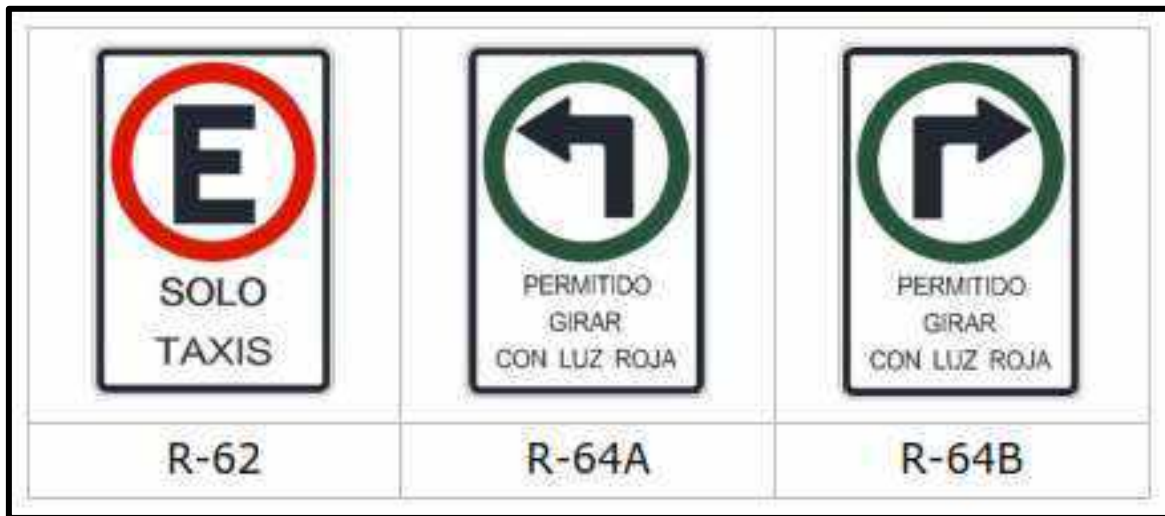 E
SOLO
TAXIS
R-62
PERMITIDO
GIRAR
CON LUZ ROJA
R-64A
PERMITIDO
GIRAR
CON LUZ ROJA
R-64B